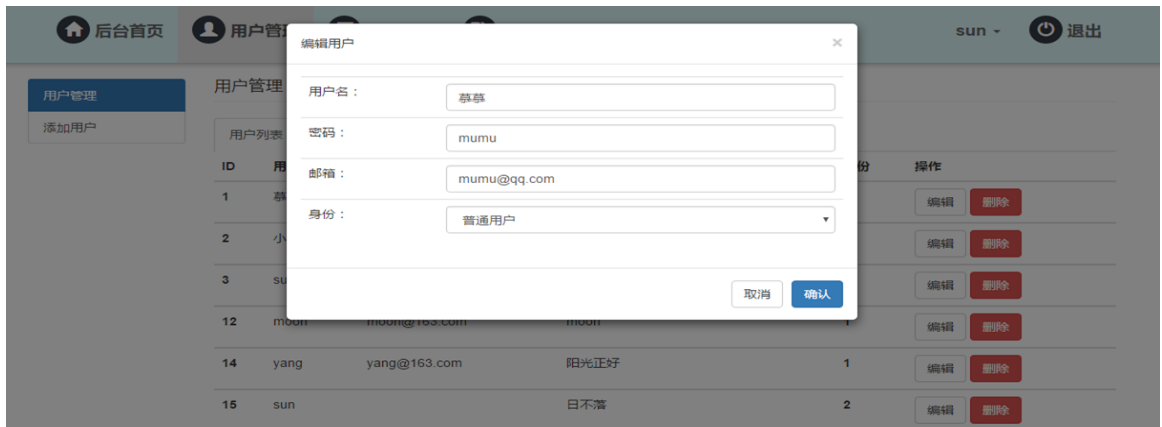 后台首页 用户管 sun 退出
编辑用户 ×
用户管理
添加用户
用户管理
用户列表
用户名：
慕慕
密码：
mumu
邮箱：
mumu@qq.com
身份：
普通用户
取消 确认
ID 用 份 操作
1 慕 编辑 删除
2 小 编辑 删除
3 su 编辑 删除
12 moon moon@163.com moon 1 编辑 删除
14 yang yang@163.com 阳光正好 1 编辑 删除
15 sun 日不落 2 编辑 删除